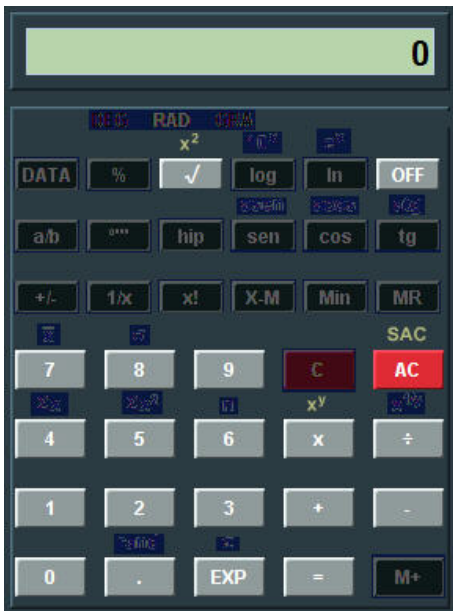 0
RAD
x²
DATA % √ log ln OFF
a/b °''' hip sen cos tg
+/- 1/x x! X-M Min MR
SAC
7 8 9 C AC
xʸ
4 5 6 x ÷
1 2 3 + -
0 . EXP = M+